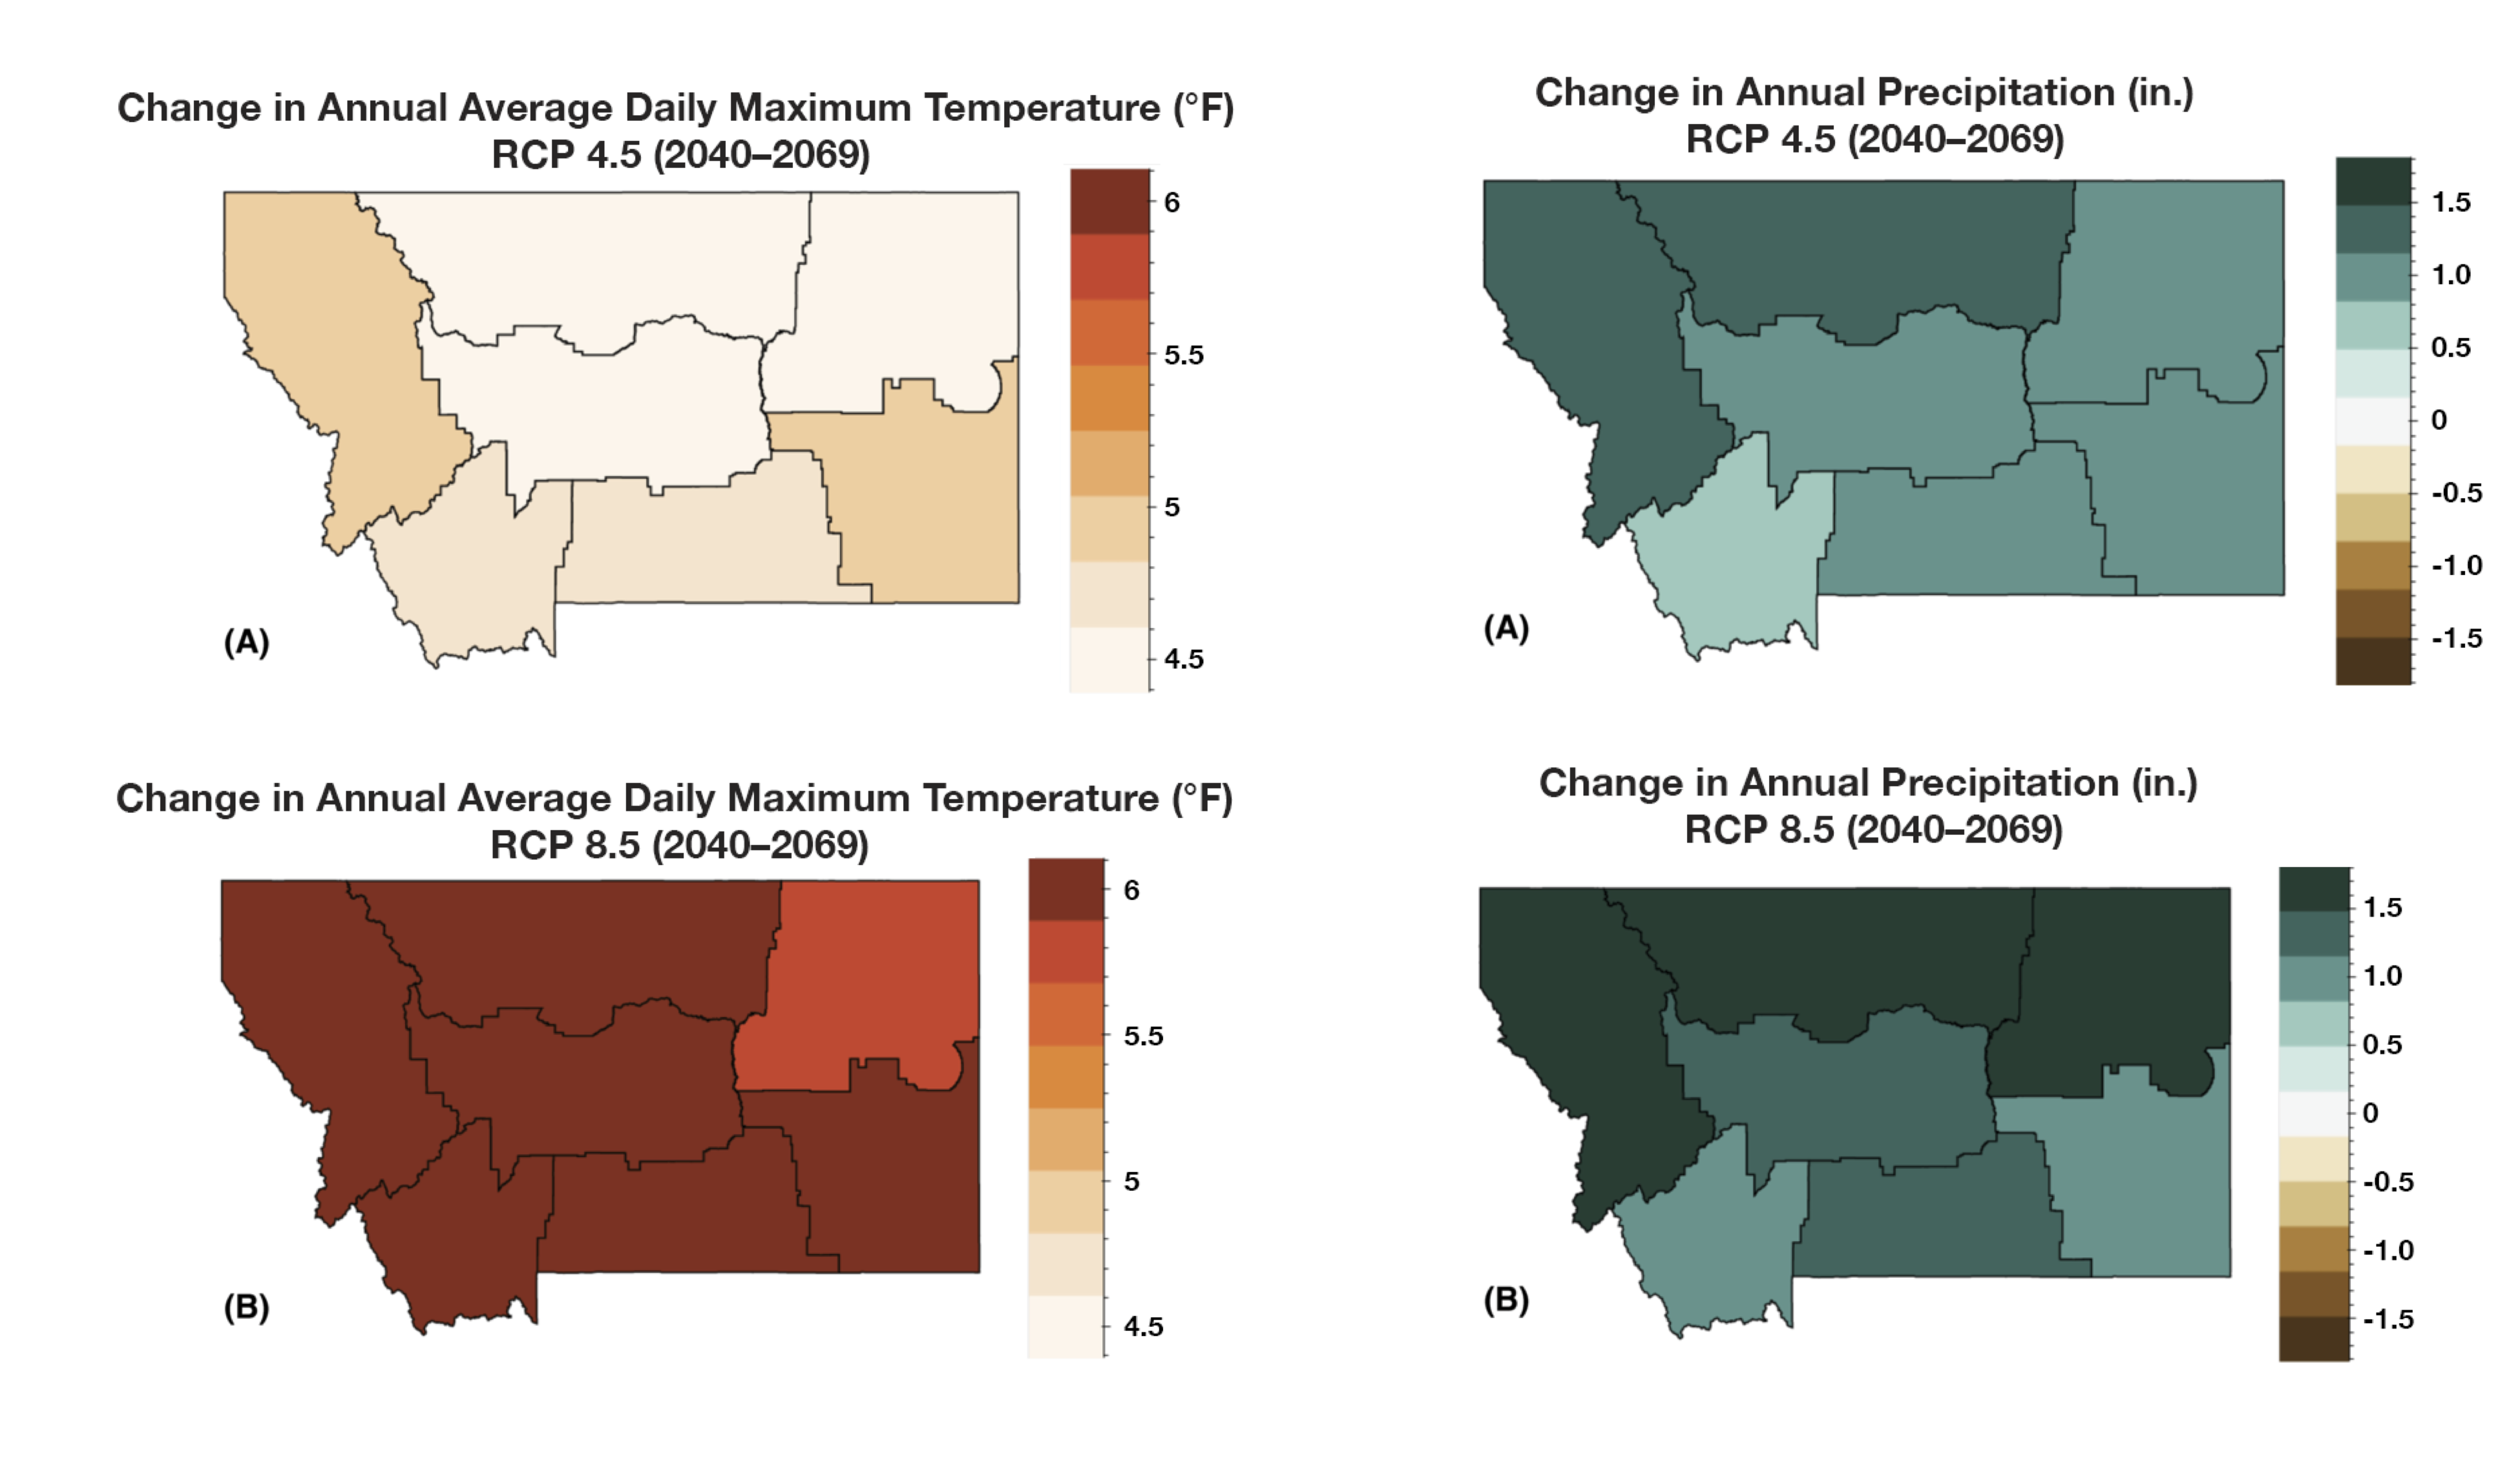 Change in Annual Average Daily Maximum Temperature (°F)
RCP 4.5 (2040–2069)
6
5.5
5
4.5
(A)
Change in Annual Precipitation (in.)
RCP 4.5 (2040–2069)
1.5
1.0
0.5
0
-0.5
-1.0
-1.5
(A)
Change in Annual Average Daily Maximum Temperature (°F)
RCP 8.5 (2040–2069)
6
5.5
5
4.5
(B)
Change in Annual Precipitation (in.)
RCP 8.5 (2040–2069)
1.5
1.0
0.5
0
-0.5
-1.0
-1.5
(B)